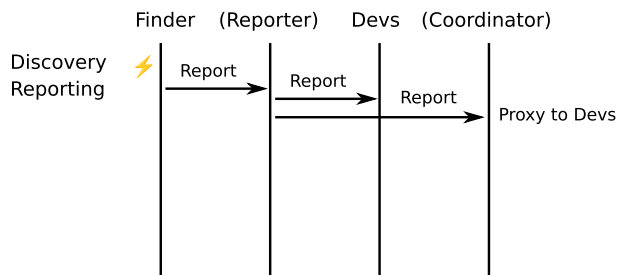 Finder (Reporter) Devs (Coordinator)
Discovery
Reporting
Report
Report
Report
Proxy to Devs